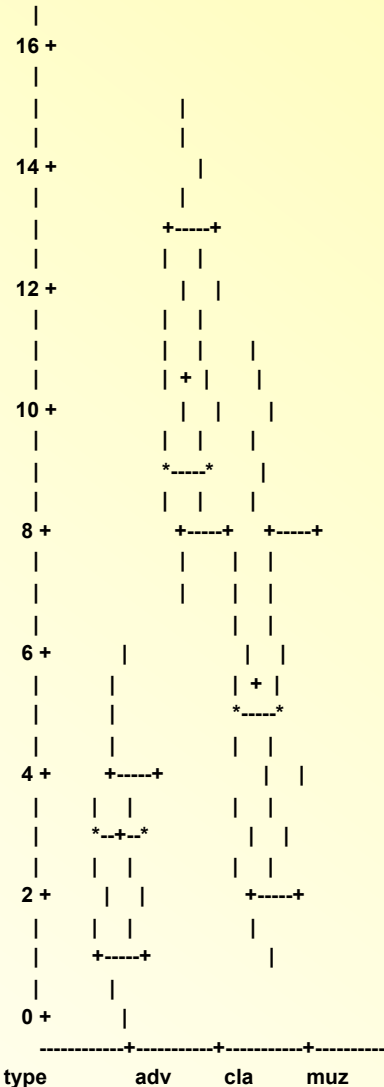 |
16 +
|
| |
| |
14 + |
| |
| +-----+
| | |
12 + | |
| | |
| | | |
| | + | |
10 + | | |
| | | |
| *-----* |
| | | |
8 + +-----+ +-----+
| | | |
| | | |
| | |
6 + | | |
| | | + |
| | *-----*
| | | |
4 + +-----+ | |
| | | | |
| *--+--* | |
| | | | |
2 + | | +-----+
| | | |
| +-----+ |
| |
0 + |
------------+-----------+-----------+-----------
type adv cla muz